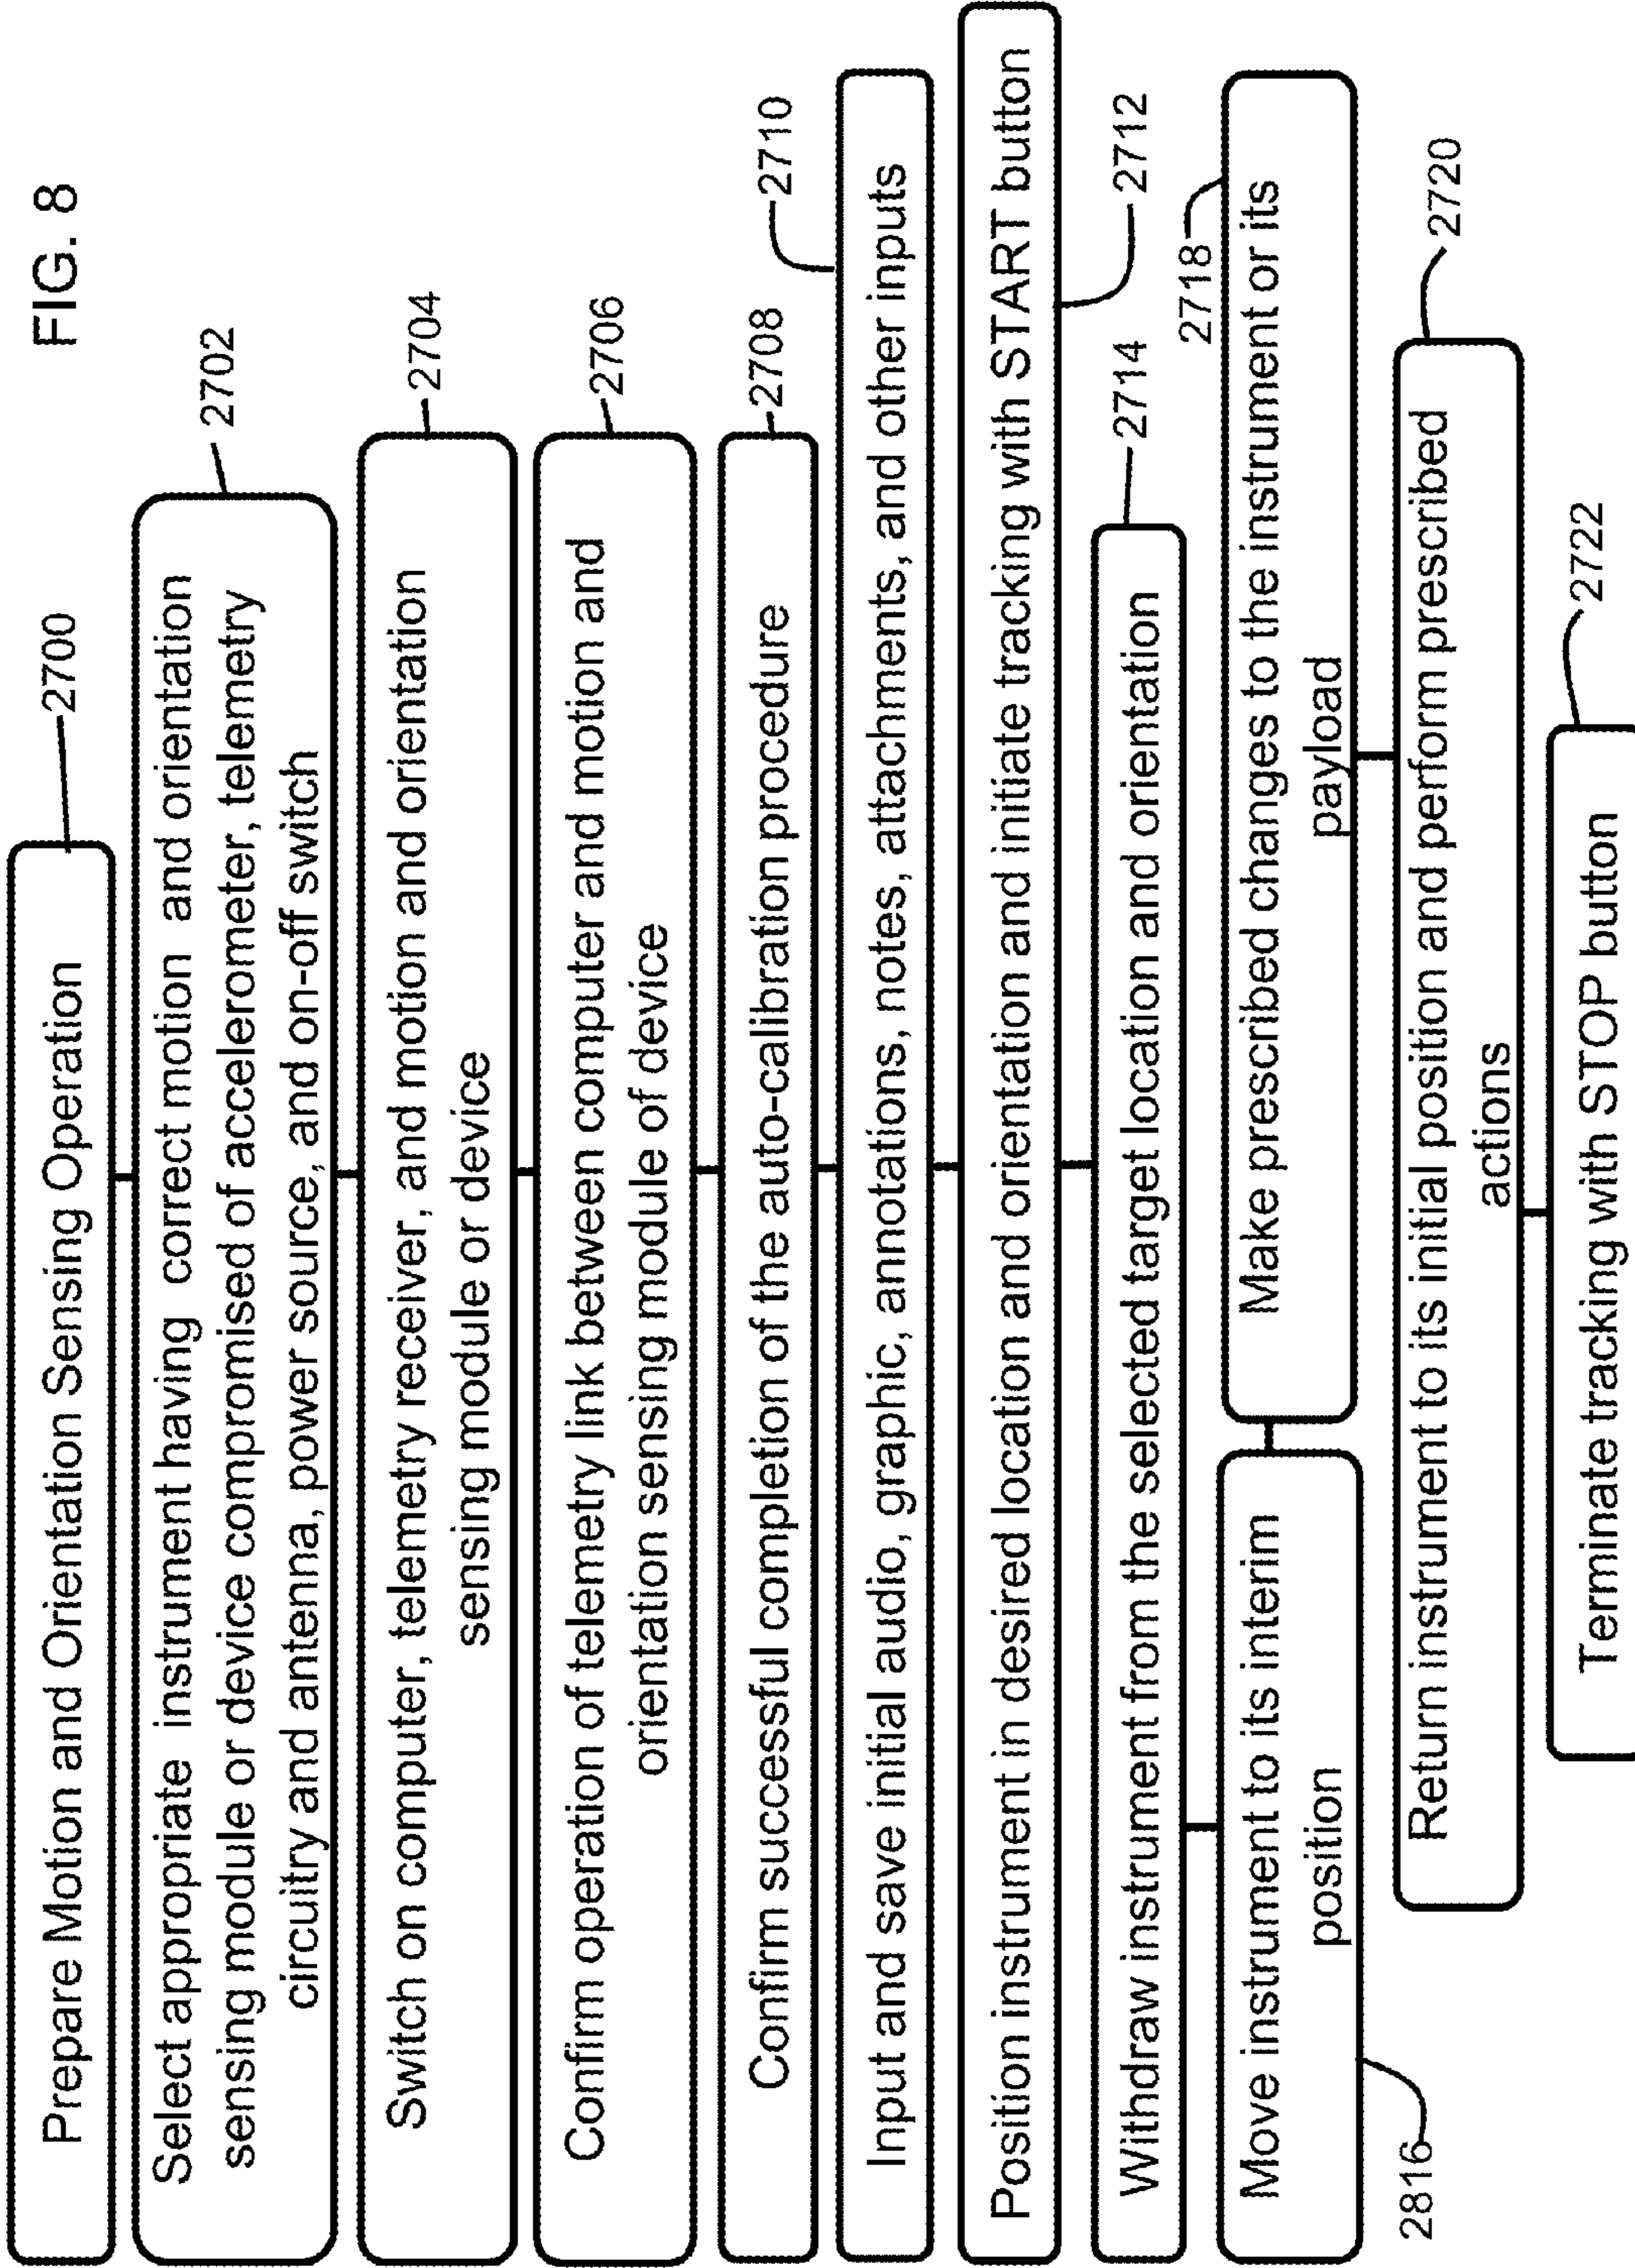 FIG. 8
Prepare Motion and Orientation Sensing Operation
2700
Select appropriate instrument having correct motion and orientation
sensing module or device compromised of accelerometer, telemetry
circuitry and antenna, power source, and on-off switch
2702
Switch on computer, telemetry receiver, and motion and orientation
sensing module or device
2704
Confirm operation of telemetry link between computer and motion and
orientation sensing module of device
2706
Confirm successful completion of the auto-calibration procedure
2708
Input and save initial audio, graphic, annotations, notes, attachments, and other inputs
2710
Position instrument in desired location and orientation and initiate tracking with START button
2712
Withdraw instrument from the selected target location and orientation
2714
Move instrument to its interim
position
2816
Make prescribed changes to the instrument or its
payload
2718
Return instrument to its initial position and perform prescribed
actions
2720
Terminate tracking with STOP button
2722